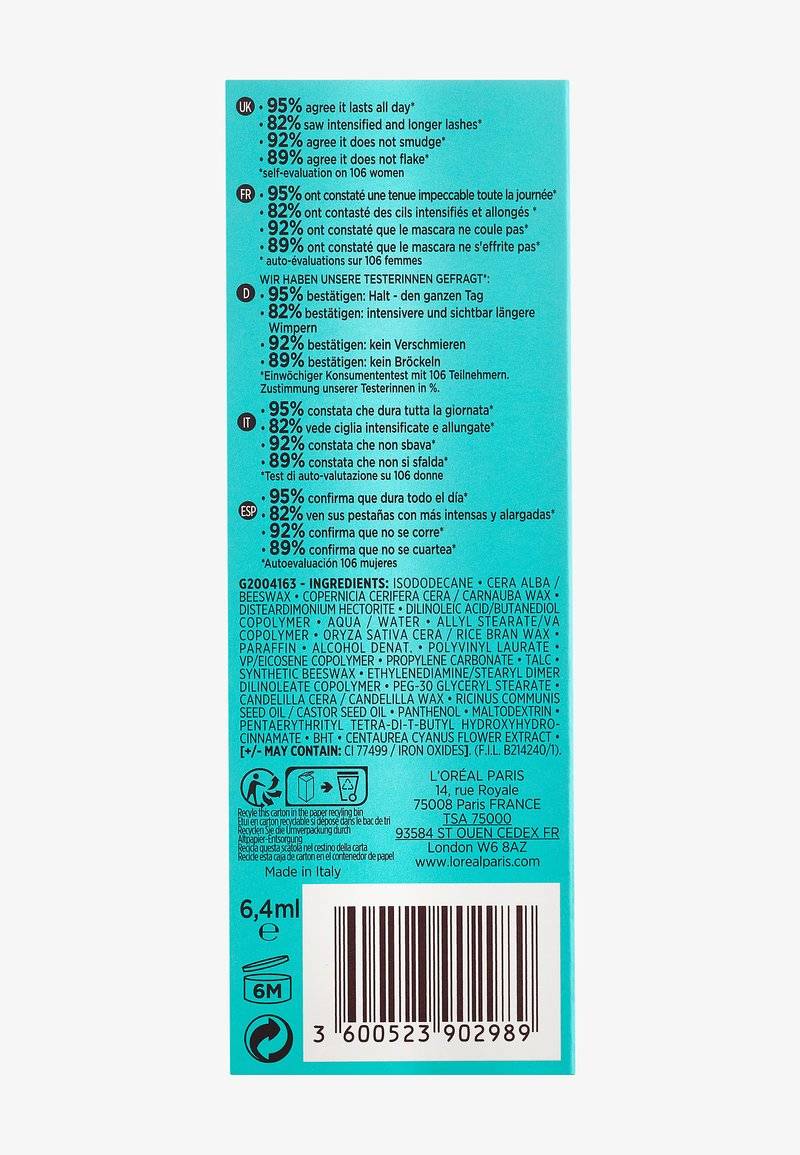 UK • 95% agree it lasts all day*
• 82% saw intensified and longer lashes*
• 92% agree it does not smudge*
• 89% agree it does not flake*
*self-evaluation on 106 women
FR • 95% ont constaté une tenue impeccable toute la journée*
• 82% ont contasté des cils intensifiés et allongés *
• 92% ont constaté que le mascara ne coule pas*
• 89% ont constaté que le mascara ne s'effrite pas*
* auto-évaluations sur 106 femmes
WIR HABEN UNSERE TESTERINNEN GEFRAGT*:
D • 95% bestätigen: Halt - den ganzen Tag
• 82% bestätigen: intensivere und sichtbar längere
Wimpern
• 92% bestätigen: kein Verschmieren
• 89% bestätigen: kein Bröckeln
*Einwöchiger Konsumententest mit 106 Teilnehmern.
Zustimmung unserer Testerinnen in %.
• 95% constata che dura tutta la giornata*
IT • 82% vede ciglia intensificate e allungate*
• 92% constata che non sbava*
• 89% constata che non si sfalda*
*Test di auto-valutazione su 106 donne
• 95% confirma que dura todo el día*
ESP • 82% ven sus pestañas con más intensas y alargadas*
• 92% confirma que no se corre*
• 89% confirma que no se cuartea*
*Autoevaluación 106 mujeres
G2004163 - INGREDIENTS: ISODODECANE • CERA ALBA /
BEESWAX • COPERNICIA CERIFERA CERA / CARNAUBA WAX •
DISTEARDIMONIUM HECTORITE • DILINOLEIC ACID/BUTANEDIOL
COPOLYMER • AQUA / WATER • ALLYL STEARATE/VA
COPOLYMER • ORYZA SATIVA CERA / RICE BRAN WAX •
PARAFFIN • ALCOHOL DENAT. • POLYVINYL LAURATE •
VP/EICOSENE COPOLYMER • PROPYLENE CARBONATE • TALC •
SYNTHETIC BEESWAX • ETHYLENEDIAMINE/STEARYL DIMER
DILINOLEATE COPOLYMER • PEG-30 GLYCERYL STEARATE •
CANDELILLA CERA / CANDELILLA WAX • RICINUS COMMUNIS
SEED OIL / CASTOR SEED OIL • PANTHENOL • MALTODEXTRIN •
PENTAERYTHRITYL TETRA-DI-T-BUTYL HYDROXYHYDRO-
CINNAMATE • BHT • CENTAUREA CYANUS FLOWER EXTRACT •
[+/- MAY CONTAIN: CI 77499 / IRON OXIDES]. (F.I.L. B214240/1).
Recyle this carton in the paper recyling bin
Etui en carton recyclable si déposé dans le bac de tri
Recyclen Sie die Umverpackung durch
Altpapier-Entsorgung
Recicla questa scatola nel cestino della carta
Recicle esta caja de carton en el contenedor de papel
Made in Italy
L'ORÉAL PARIS
14, rue Royale
75008 Paris FRANCE
TSA 75000
93584 ST OUEN CEDEX FR
London W6 8AZ
www.lorealparis.com
6,4ml
e
6M
3 600523 902989